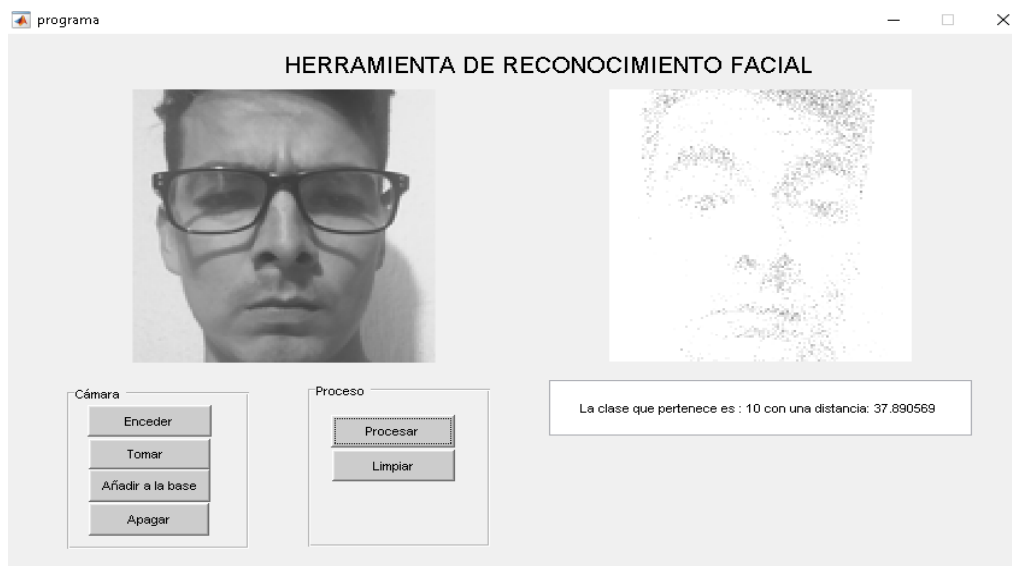 programa
HERRAMIENTA DE RECONOCIMIENTO FACIAL
Cámara
Enceder
Tomar
Añadir a la base
Apagar
Proceso
Procesar
Limpiar
La clase que pertenece es : 10 con una distancia: 37.890569